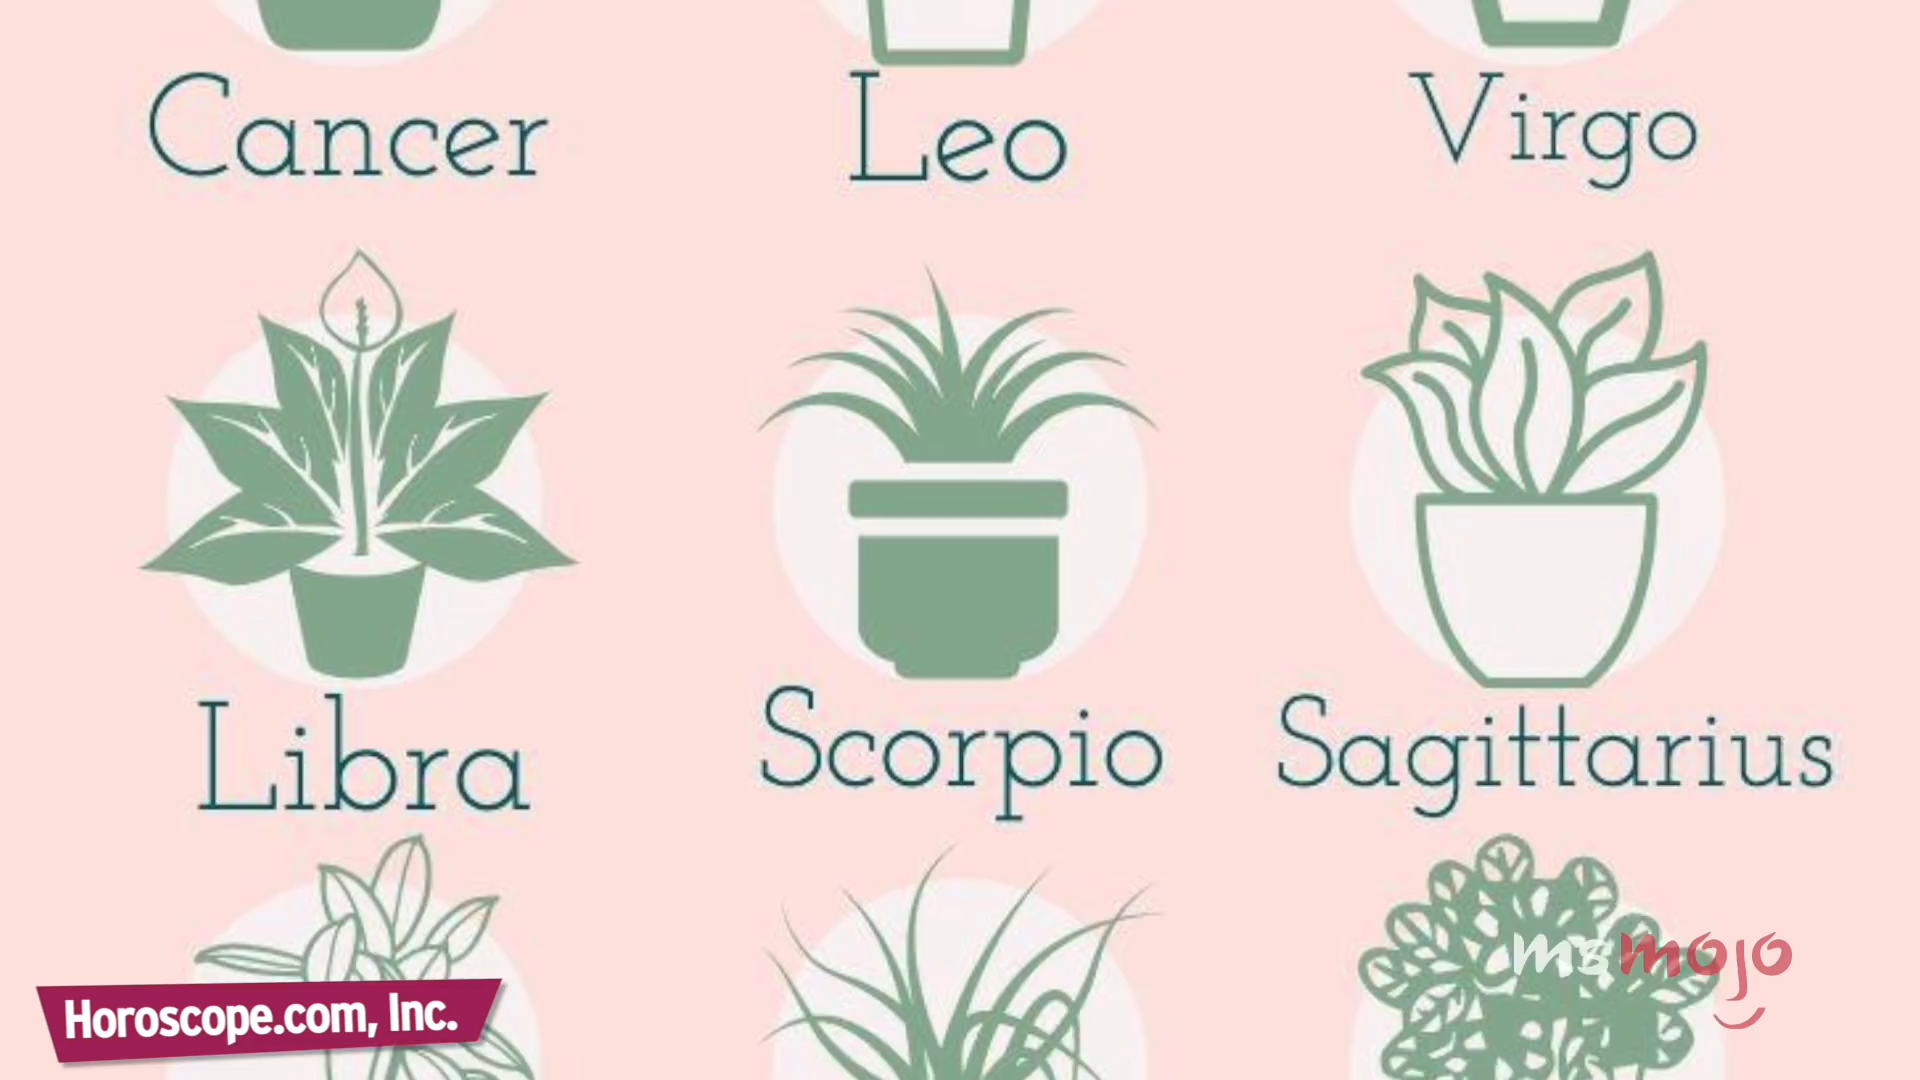 Cancer
Leo
Virgo
Libra
Scorpio
Sagittarius
msmojo
Horoscope.com, Inc.